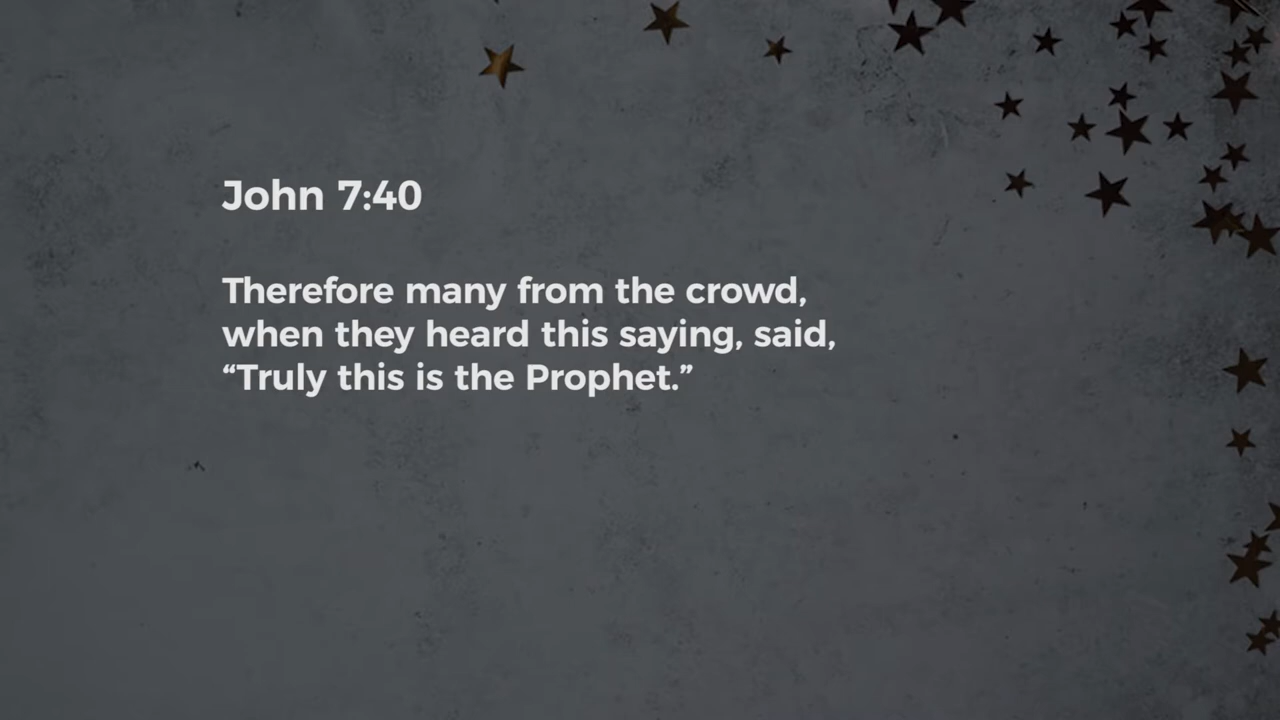 John 7:40
Therefore many from the crowd,
when they heard this saying, said,
“Truly this is the Prophet.”